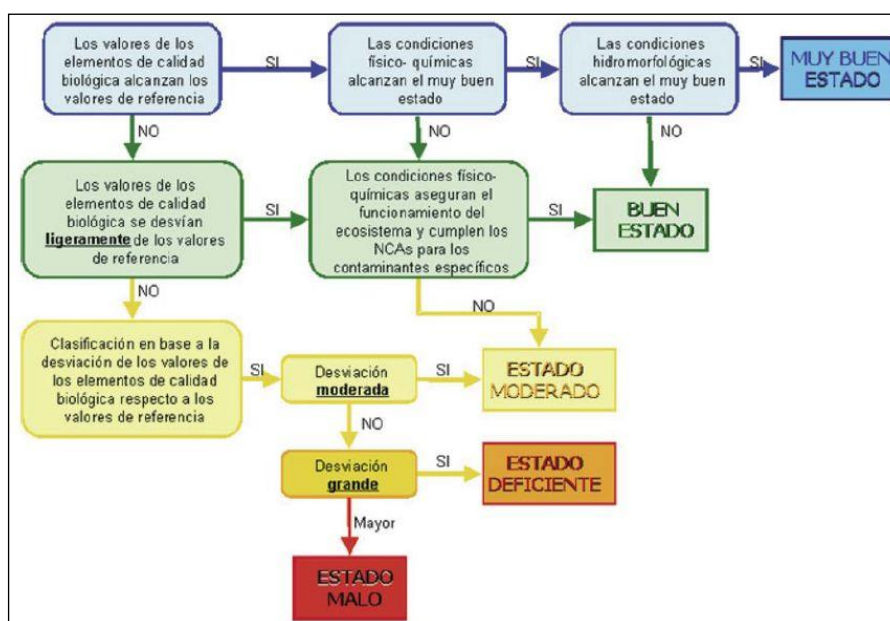 Los valores de los
elementos de calidad
biológica alcanzan los
valores de referencia
SI
Las condiciones
físico- químicas
alcanzan el muy buen
estado
SI
Las condiciones
hidromorfológicas
alcanzan el muy buen
estado
SI
MUY BUEN
ESTADO
NO
NO
NO
Los valores de los
elementos de calidad
biológica se desvían
ligeramente de los valores
de referencia
SI
Los condiciones físico-
químicas aseguran el
funcionamiento del
ecosistema y cumplen los
NCAs para los
contaminantes específicos
SI
BUEN
ESTADO
NO
NO
Clasificación en base a la
desviación de los valores de
los elementos de calidad
biológica respecto a los
valores de referencia
SI
Desviación
moderada
SI
ESTADO
MODERADO
NO
Desviación
grande
SI
ESTADO
DEFICIENTE
Mayor
ESTADO
MALO